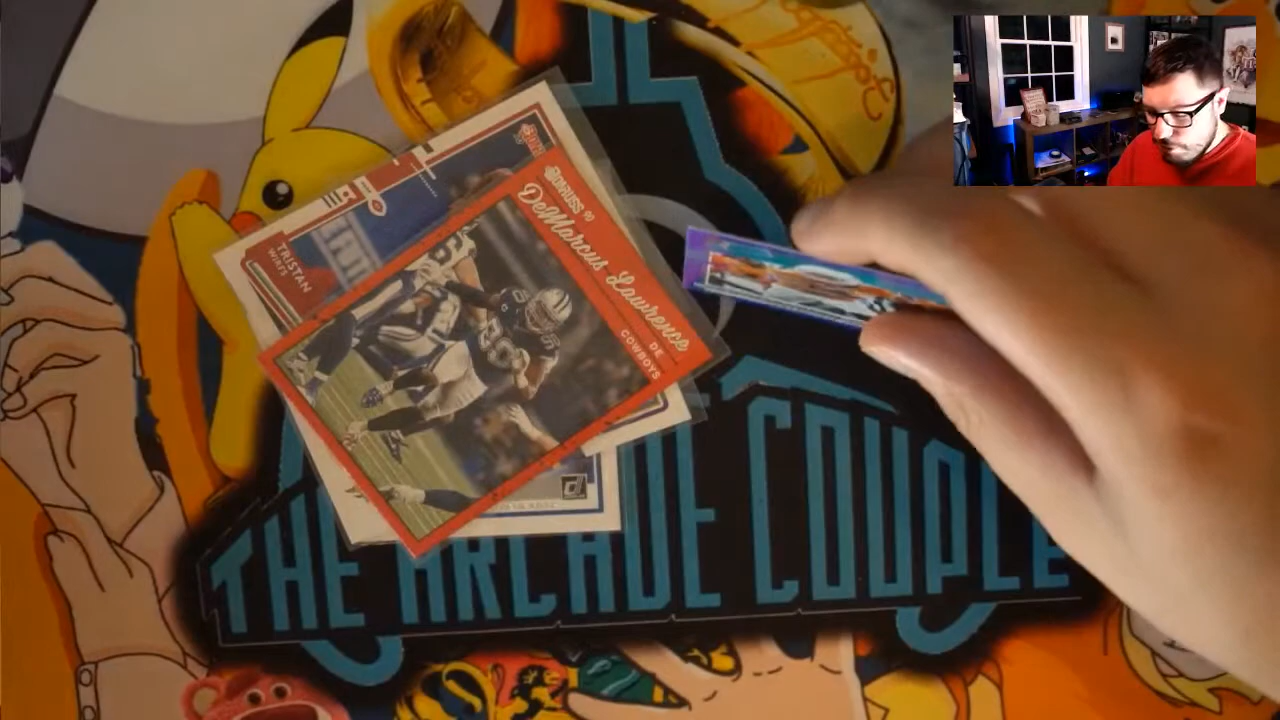 DONRUSS '90
DeMarcus Lawrence
DE
COWBOYS
TRISTAN
WIRFS
THE ARCADE COUPLE